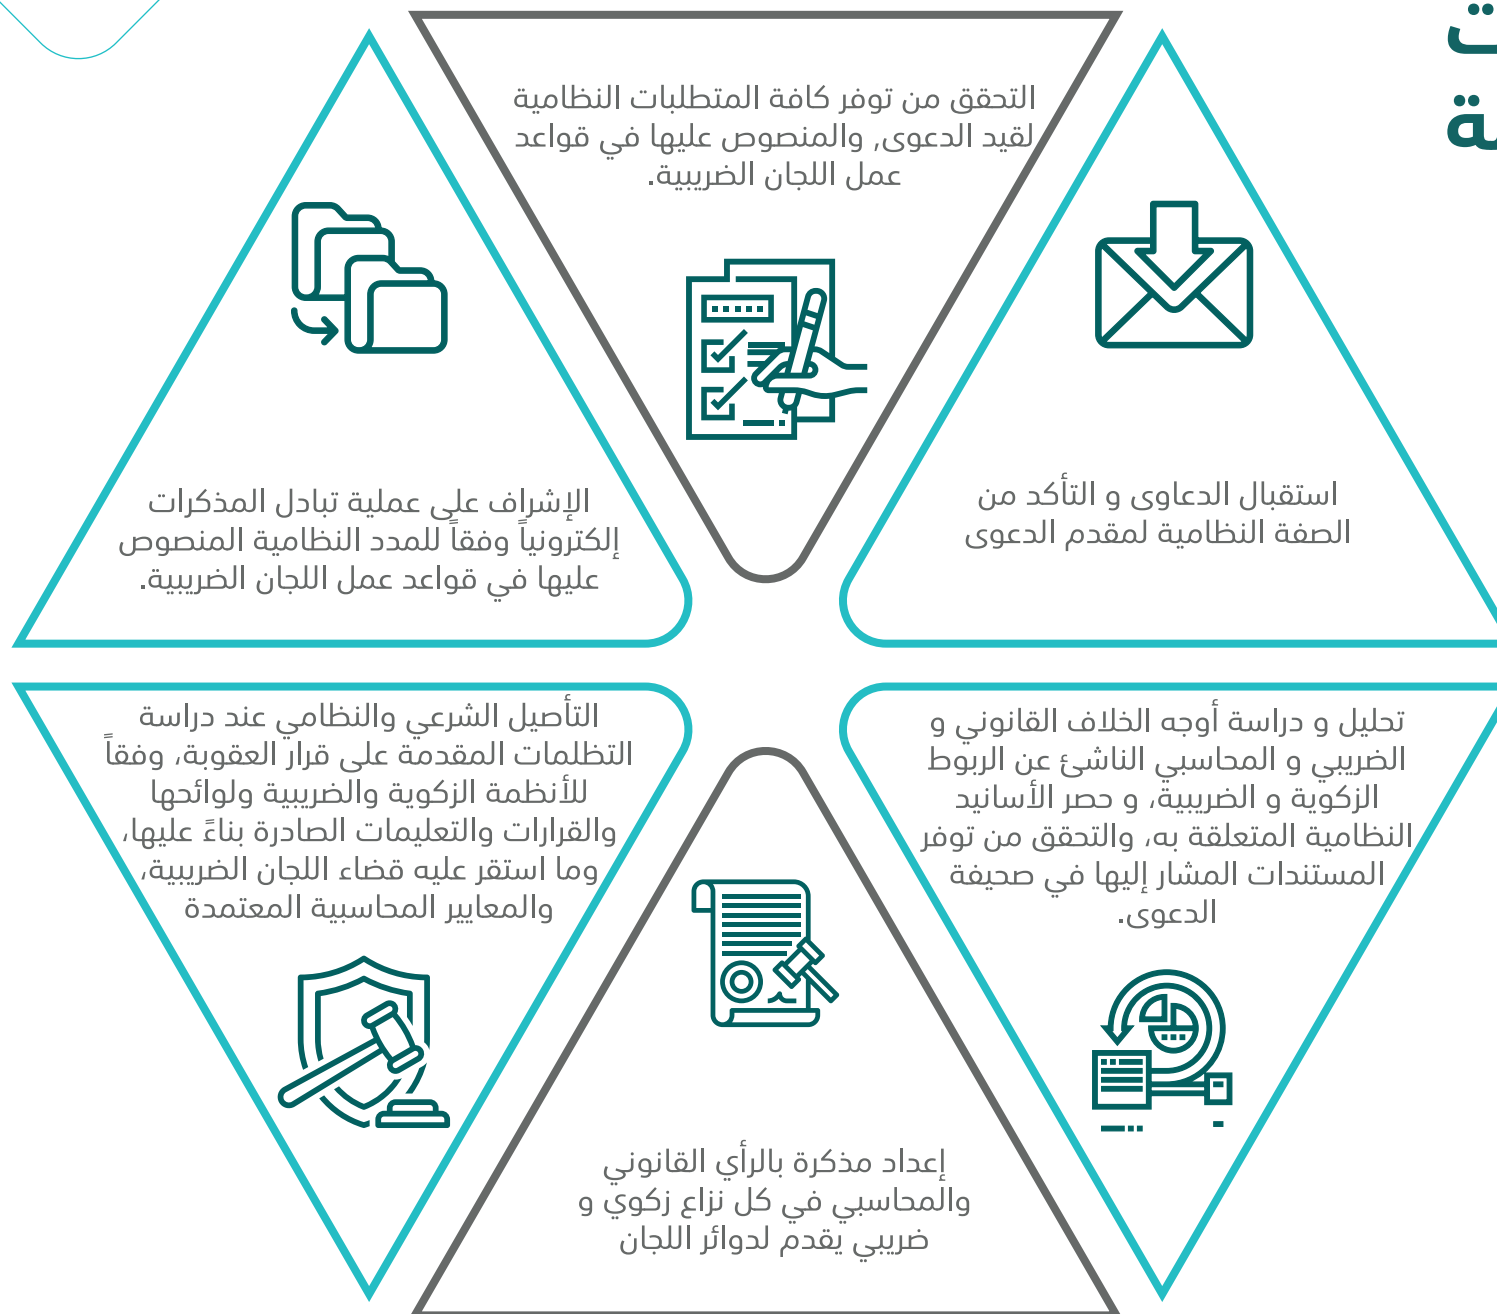 استقبال الدعاوى و التأكد من
الصفة النظامية لمقدم الدعوى
التحقق من توفر كافة المتطلبات النظامية
لقيد الدعوى, والمنصوص عليها في قواعد
عمل اللجان الضريبية.
الإشراف على عملية تبادل المذكرات
إلكترونياً وفقاً للمدد النظامية المنصوص
عليها في قواعد عمل اللجان الضريبية.
تحليل و دراسة أوجه الخلاف القانوني و
الضريبي و المحاسبي الناشئ عن الربوط
الزكوية و الضريبية، و حصر الأسانيد
النظامية المتعلقة به، والتحقق من توفر
المستندات المشار إليها في صحيفة
الدعوى.
إعداد مذكرة بالرأي القانوني
والمحاسبي في كل نزاع زكوي و
ضريبي يقدم لدوائر اللجان
التأصيل الشرعي والنظامي عند دراسة
التظلمات المقدمة على قرار العقوبة، وفقاً
للأنظمة الزكوية والضريبية ولوائحها
والقرارات والتعليمات الصادرة بناءً عليها،
وما استقر عليه قضاء اللجان الضريبية،
والمعايير المحاسبية المعتمدة